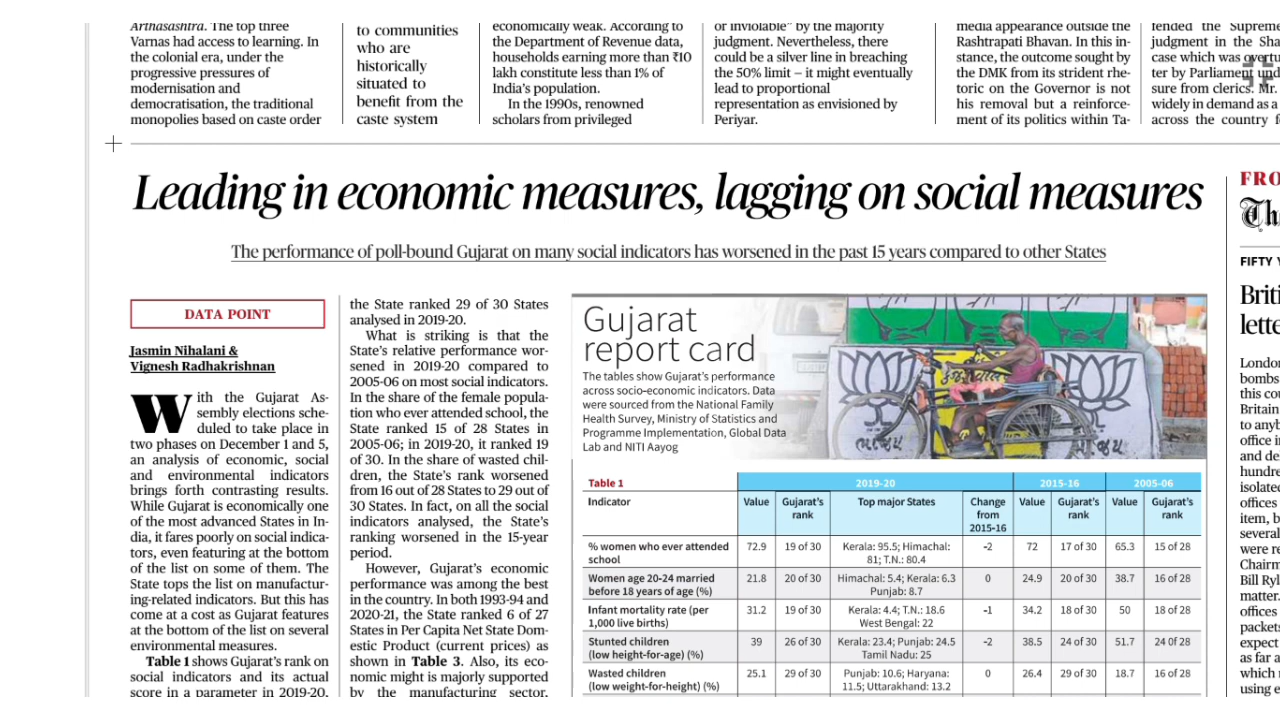 Arthasashtra. The top three
Varnas had access to learning. In
the colonial era, under the
progressive pressures of
modernisation and
democratisation, the traditional
monopolies based on caste order
to communities
who are
historically
situated to
benefit from the
caste system
economically weak. According to
the Department of Revenue data,
households earning more than ₹10
lakh constitute less than 1% of
India's population.
In the 1990s, renowned
scholars from privileged
or inviolable” by the majority
judgment. Nevertheless, there
could be a silver line in breaching
the 50% limit – it might eventually
lead to proportional
representation as envisioned by
Periyar.
media appearance outside the
Rashtrapati Bhavan. In this in-
stance, the outcome sought by
the DMK from its strident rhe-
toric on the Governor is not
his removal but a reinforce-
ment of its politics within Ta-
fended the Supreme
judgment in the Sha
case which was overtu
ter by Parliament und
sure from clerics. Mr.
widely in demand as a
across the country f
Leading in economic measures, lagging on social measures
The performance of poll-bound Gujarat on many social indicators has worsened in the past 15 years compared to other States
DATA POINT
Jasmin Nihalani &
Vignesh Radhakrishnan
With the Gujarat As-
sembly elections sche-
duled to take place in
two phases on December 1 and 5,
an analysis of economic, social
and environmental indicators
brings forth contrasting results.
While Gujarat is economically one
of the most advanced States in In-
dia, it fares poorly on social indica-
tors, even featuring at the bottom
of the list on some of them. The
State tops the list on manufactur-
ing-related indicators. But this has
come at a cost as Gujarat features
at the bottom of the list on several
environmental measures.
Table 1 shows Gujarat's rank on
social indicators and its actual
score in a parameter in 2019-20.
the State ranked 29 of 30 States
analysed in 2019-20.
What is striking is that the
State's relative performance wor-
sened in 2019-20 compared to
2005-06 on most social indicators.
In the share of the female popula-
tion who ever attended school, the
State ranked 15 of 28 States in
2005-06; in 2019-20, it ranked 19
of 30. In the share of wasted chil-
dren, the State's rank worsened
from 16 out of 28 States to 29 out of
30 States. In fact, on all the social
indicators analysed, the State's
ranking worsened in the 15-year
period.
However, Gujarat's economic
performance was among the best
in the country. In both 1993-94 and
2020-21, the State ranked 6 of 27
States in Per Capita Net State Dom-
estic Product (current prices) as
shown in Table 3. Also, its eco-
nomic might is majorly supported
by the manufacturing sector.
Gujarat
report card
The tables show Gujarat's performance
across socio-economic indicators. Data
were sourced from the National Family
Health Survey, Ministry of Statistics and
Programme Implementation, Global Data
Lab and NITI Aayog
ભાજપ
Table 1 2019-20 2015-16 2005-06
Indicator Value Gujarat's rank Top major States Change from 2015-16 Value Gujarat's rank Value Gujarat's rank
% women who ever attended school 72.9 19 of 30 Kerala: 95.5; Himachal: 81; T.N.: 80.4 -2 72 17 of 30 65.3 15 of 28
Women age 20-24 married before 18 years of age (%) 21.8 20 of 30 Himachal: 5.4; Kerala: 6.3 Punjab: 8.7 0 24.9 20 of 30 38.7 16 of 28
Infant mortality rate (per 1,000 live births) 31.2 19 of 30 Kerala: 4.4; T.N.: 18.6 West Bengal: 22 -1 34.2 18 of 30 50 18 of 28
Stunted children (low height-for-age) (%) 39 26 of 30 Kerala: 23.4; Punjab: 24.5 Tamil Nadu: 25 -2 38.5 24 of 30 51.7 24 0f 28
Wasted children (low weight-for-height) (%) 25.1 29 of 30 Punjab: 10.6; Haryana: 11.5; Uttarakhand: 13.2 0 26.4 29 of 30 18.7 16 of 28
FRO
Th
FIFTY Y
Briti
lette
London
bombs
this cou
Britain
to anyb
office in
and de
hundre
isolated
offices
item, b
several
were re
Chairm
Bill Ryl
matter.
offices
packets
expect
as far a
which r
using e